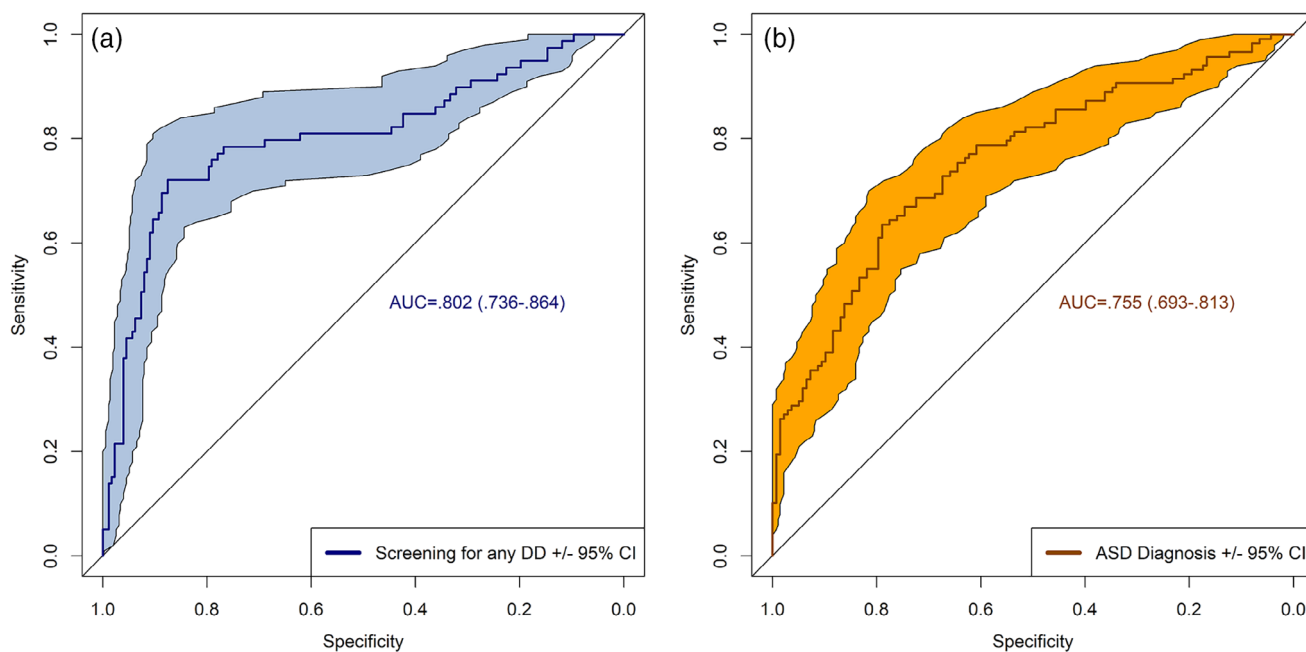 (a)
1.0
0.8
0.6
0.4
0.2
0.0
Sensitivity
AUC=.802 (.736-.864)
Screening for any DD +/- 95% CI
1.0 0.8 0.6 0.4 0.2 0.0
Specificity
(b)
1.0
0.8
0.6
0.4
0.2
0.0
Sensitivity
AUC=.755 (.693-.813)
ASD Diagnosis +/- 95% CI
1.0 0.8 0.6 0.4 0.2 0.0
Specificity